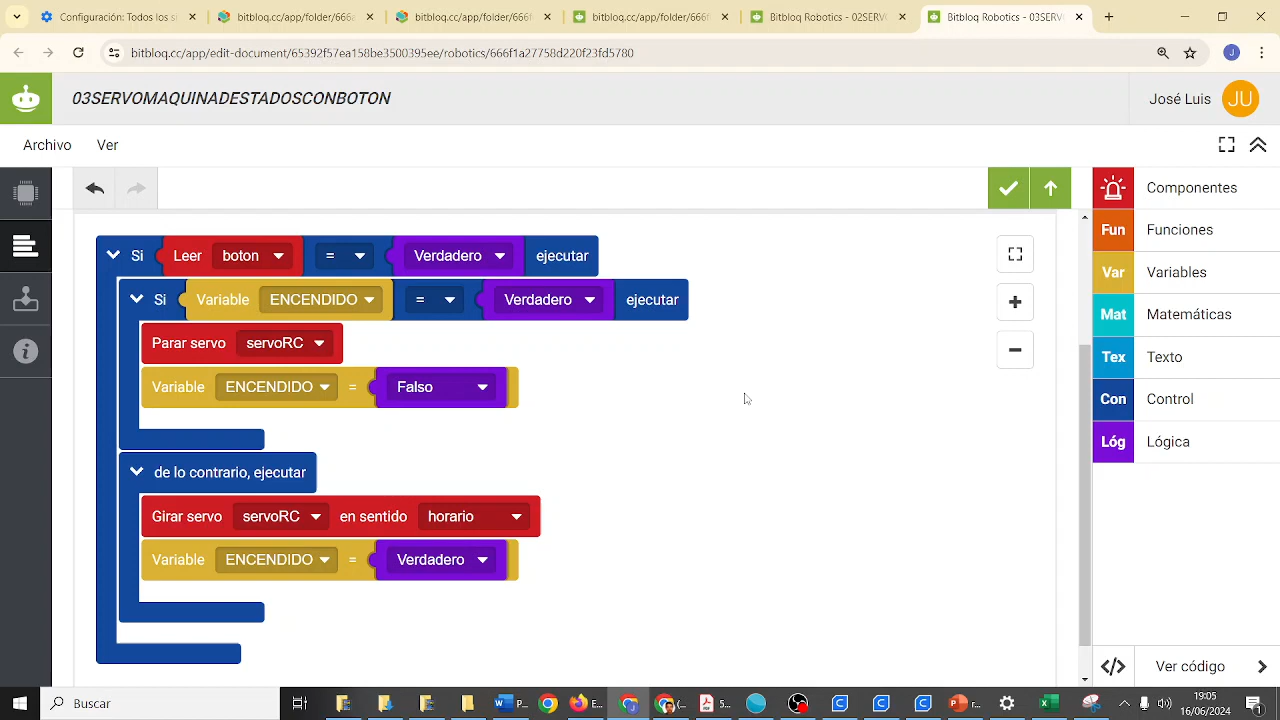 Configuración: Todos los s
bitbloq.cc/app/folder/666a
bitbloq.cc/app/folder/666f
bitbloq.cc/app/folder/666f
Bitbloq Robotics - 02SERVO
Bitbloq Robotics - 03SERV
bitbloq.cc/app/edit-document/65392f57ea158be3500395ee/robotics/666f1a27758d220f23fd5780
J
03SERVOMAQUINADESTADOSCONBOTON
José Luis
JU
Archivo
Ver
Si Leer boton = Verdadero ejecutar
Si Variable ENCENDIDO = Verdadero ejecutar
Parar servo servoRC
Variable ENCENDIDO = Falso
de lo contrario, ejecutar
Girar servo servoRC en sentido horario
Variable ENCENDIDO = Verdadero
Componentes
Fun Funciones
Var Variables
Mat Matemáticas
Tex Texto
Con Control
Lóg Lógica
</> Ver código
Buscar
P...
E...
(...
S...
P...
E...
19:05
16/06/2024